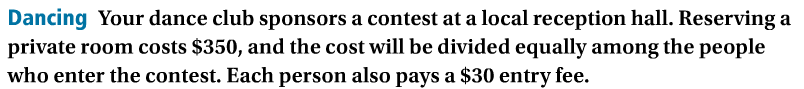 Dancing Your dance club sponsors a contest at a local reception hall. Reserving a
private room costs $350, and the cost will be divided equally among the people
who enter the contest. Each person also pays a $30 entry fee.